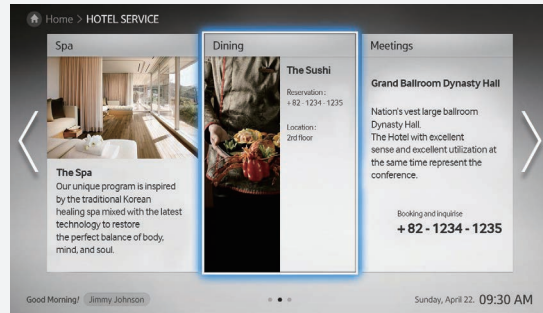 Home > HOTEL SERVICE
Spa
The Spa
Our unique program is inspired
by the traditional Korean
healing spa mixed with the latest
technology to restore
the perfect balance of body,
mind, and soul.
Dining
The Sushi
Reservation :
+ 82 - 1234 - 1235
Location :
2rd floor
Meetings
Grand Ballroom Dynasty Hall
Nation's vest large ballroom
Dynasty Hall.
The Hotel with excellent
sense and excellent utilization at
the same time represent the
conference.
Booking and inquirise
+ 82 - 1234 - 1235
Good Morning! Jimmy Johnson
Sunday, April 22. 09:30 AM